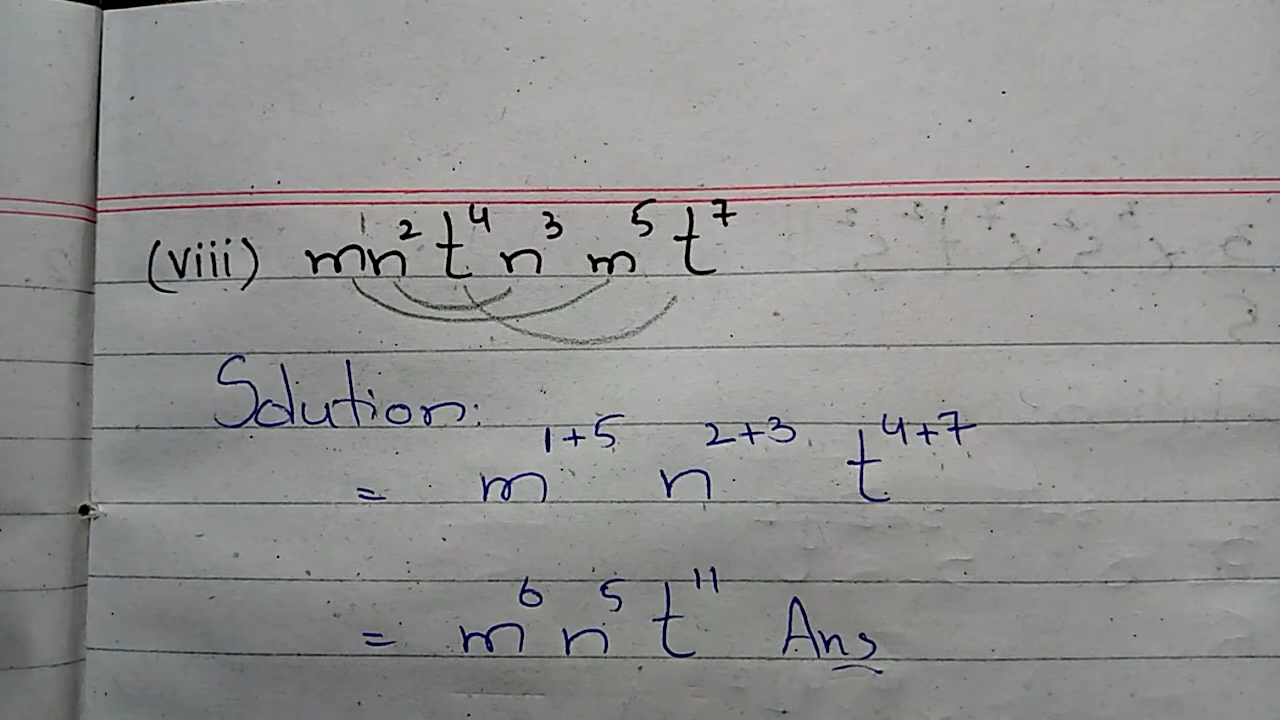 (viii) m¹n²t⁴n³m⁵t⁷
Solution:
= m¹⁺⁵ n²⁺³ t⁴⁺⁷
= m⁶n⁵t¹¹ Ans